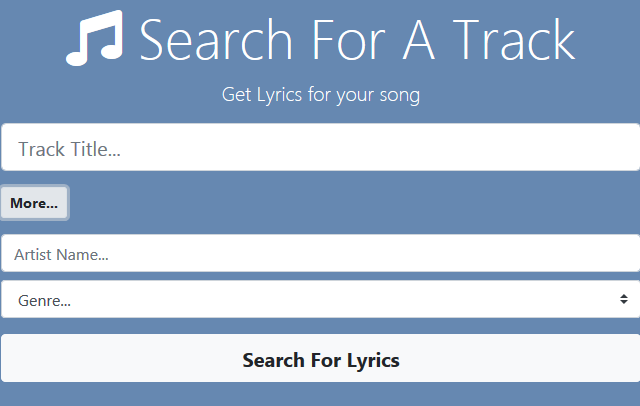 Search For A Track
Get Lyrics for your song
Track Title...
More...
Artist Name...
Genre...
Search For Lyrics